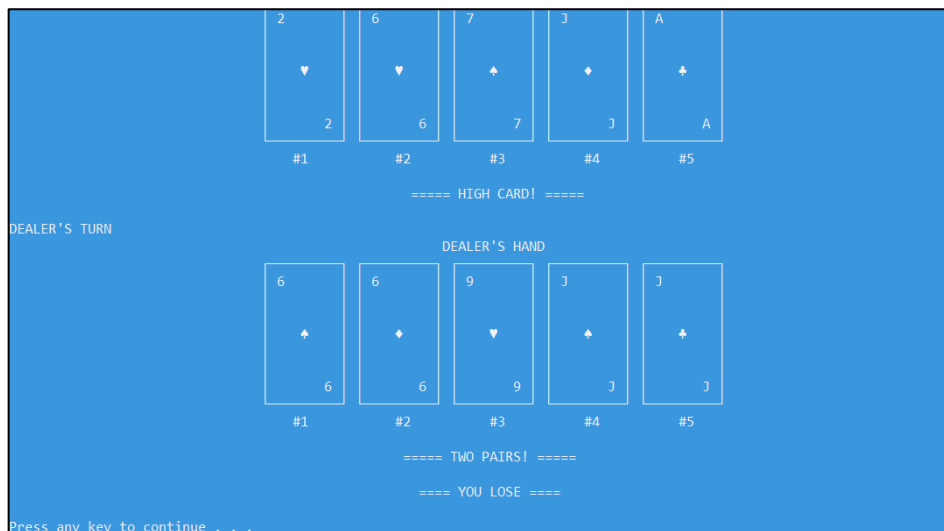 2 6 7 J A
♥ ♥ ♠ ♦ ♣
2 6 7 J A
#1 #2 #3 #4 #5
===== HIGH CARD! =====
DEALER'S TURN
DEALER'S HAND
6 6 9 J J
♠ ♦ ♥ ♠ ♣
6 6 9 J J
#1 #2 #3 #4 #5
===== TWO PAIRS! =====
==== YOU LOSE ====
Press any key to continue . . .